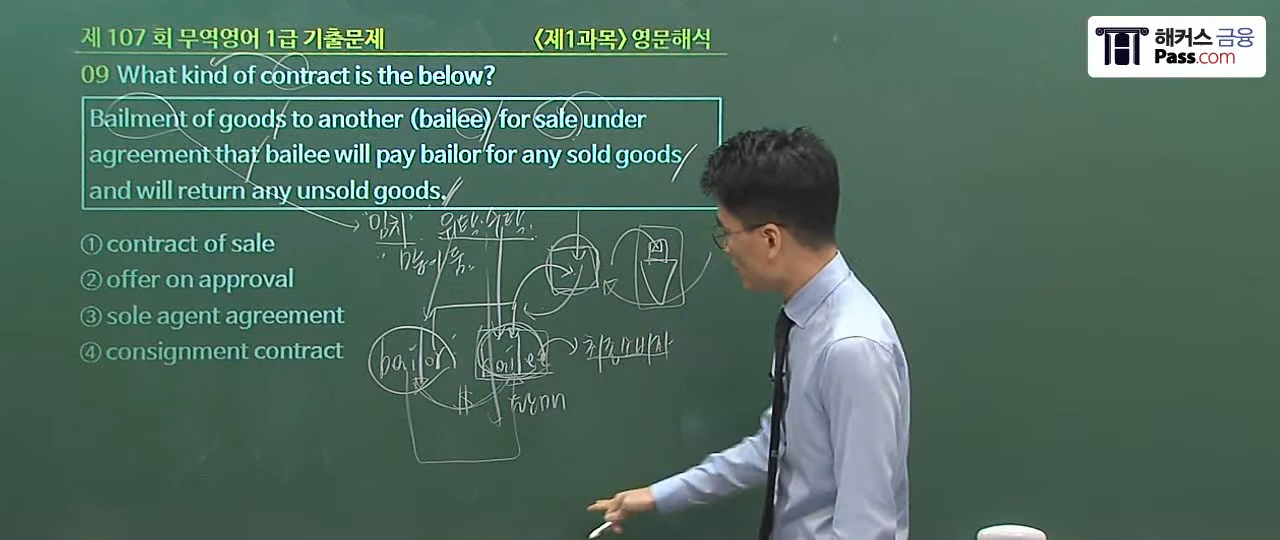 제 107 회 무역영어 1급 기출문제
〈제1과목〉 영문해석
해커스 금융
Pass.com
09 What kind of contract is the below?
Bailment of goods to another (bailee) for sale under
agreement that bailee will pay bailor for any sold goods
and will return any unsold goods.
① contract of sale
② offer on approval
③ sole agent agreement
④ consignment contract
"임치" 위탁·수탁
bailor
bailee
최종소비자
$
판매